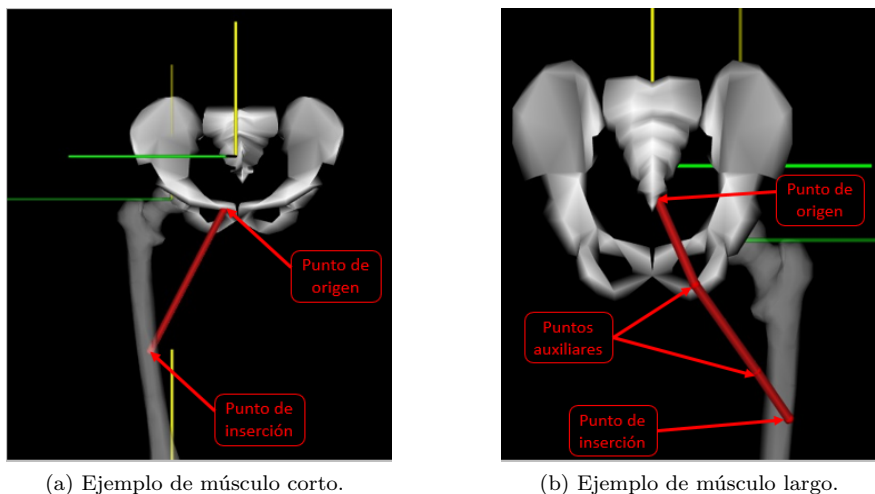 Punto de
origen
Punto de
inserción
(a) Ejemplo de músculo corto.
Punto de
origen
Puntos
auxiliares
Punto de
inserción
(b) Ejemplo de músculo largo.